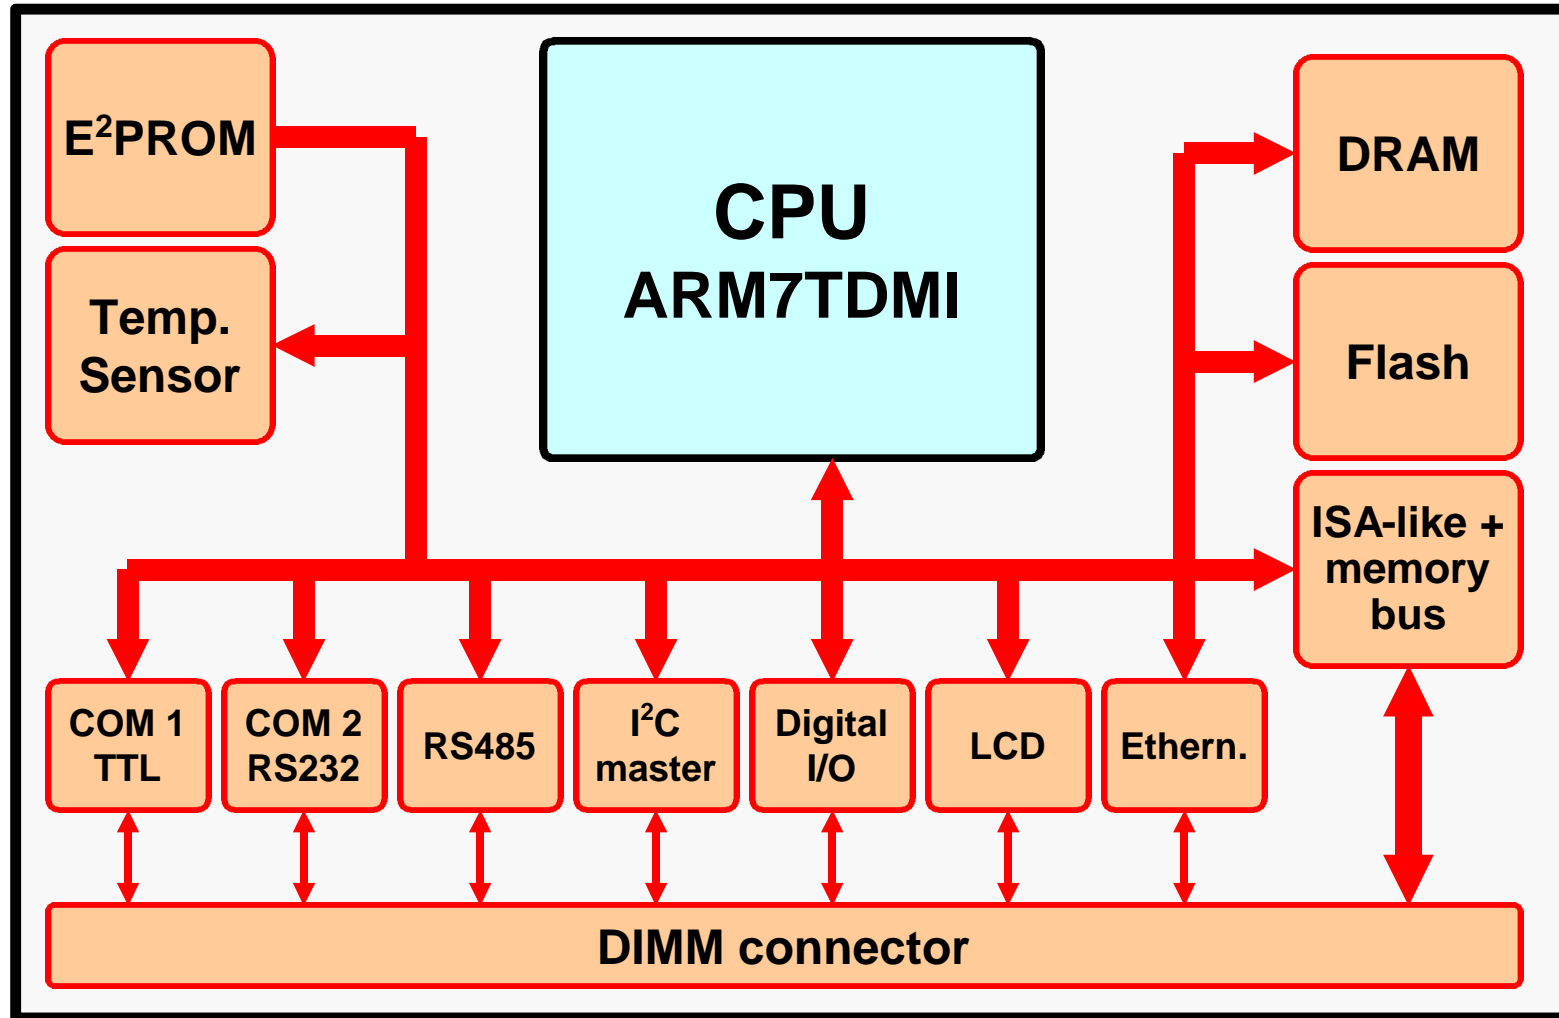 E²PROM
CPU
ARM7TDMI
DRAM
Temp.
Sensor
Flash
ISA-like +
memory
bus
COM 1
TTL
COM 2
RS232
RS485
I²C
master
Digital
I/O
LCD
Ethern.
DIMM connector